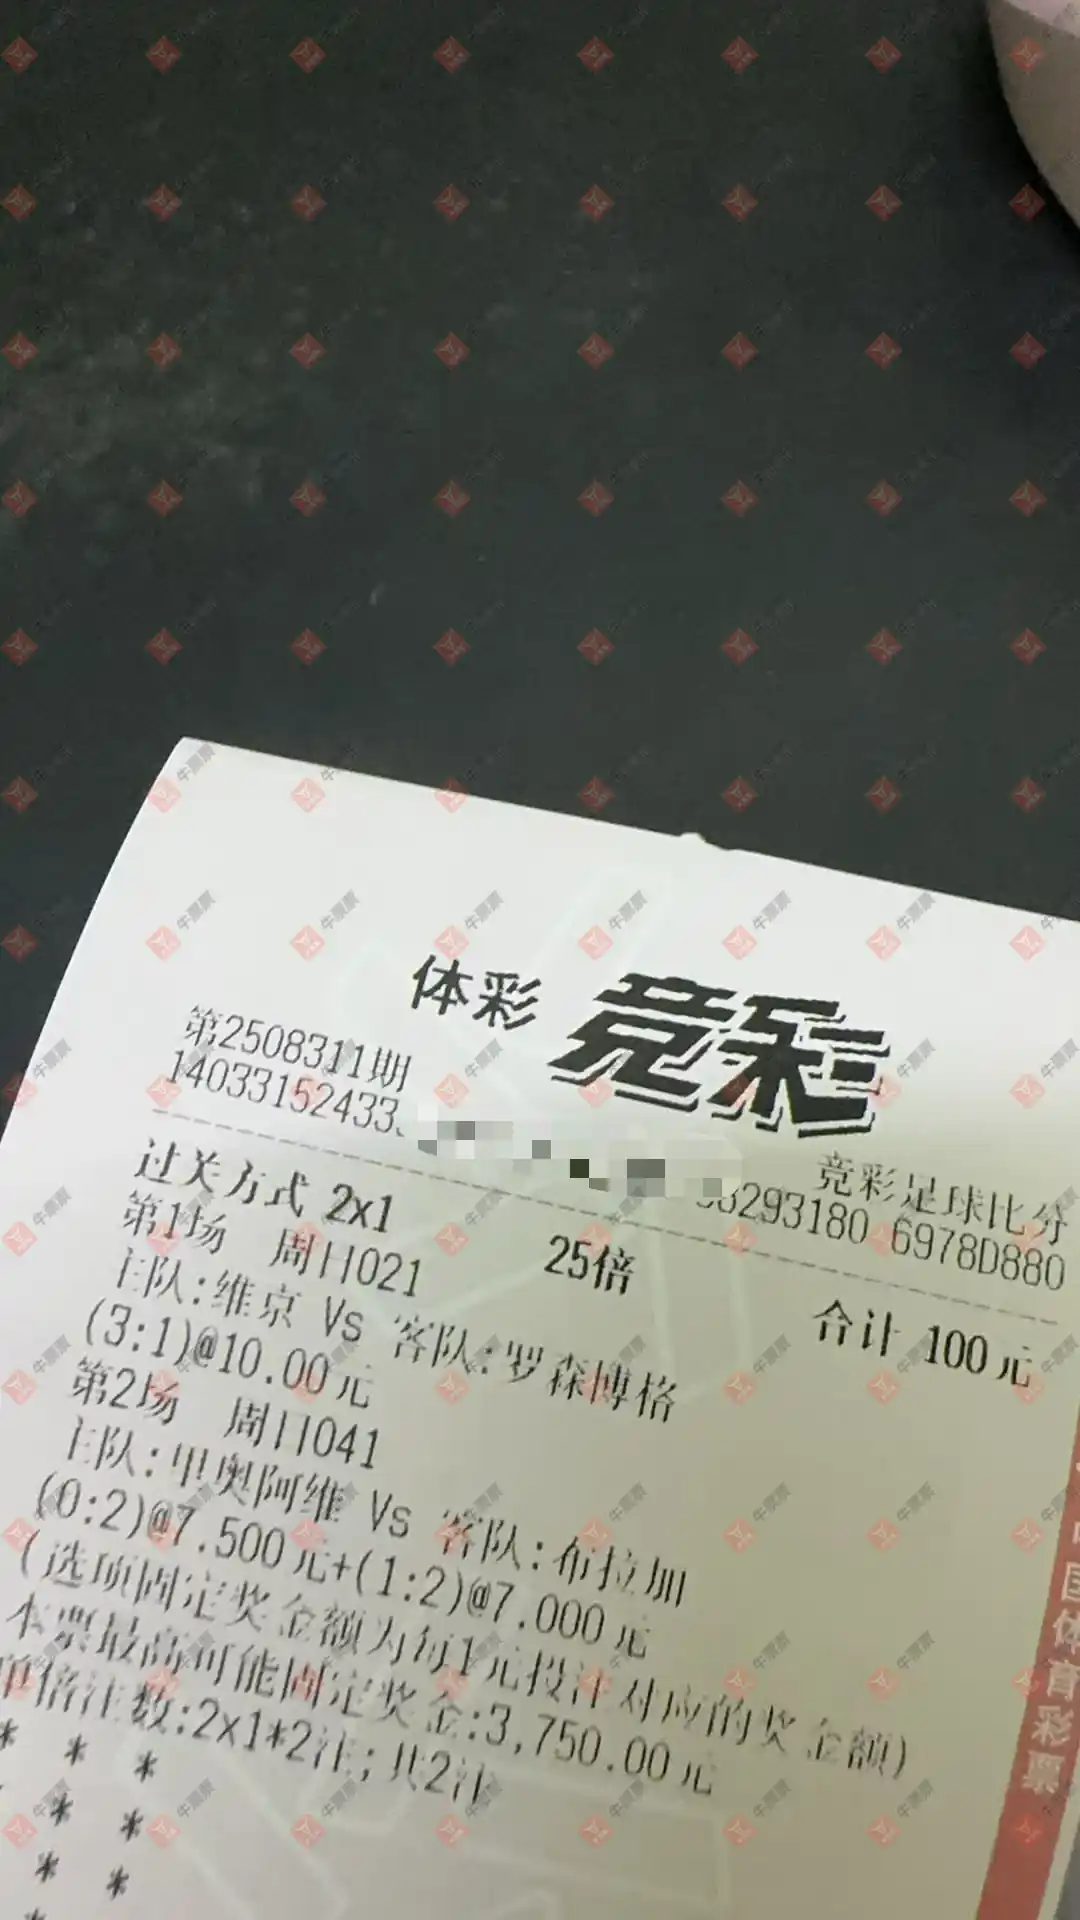 体彩 竞彩
第2508311期
14033152433
竞彩足球比分
93293180 6978D880
过关方式 2x1 25倍 合计 100元
第1场 周日021
主队:维京 Vs 客队:罗森博格
(3:1)@10.00元
第2场 周日041
主队:甲奥阿维 Vs 客队:布拉加
(0:2)@7.500元+(1:2)@7.000元
(选项固定奖金额为每1元投注对应的奖金额)
本票最高可能固定奖金:3,750.00元
单倍注数:2x1*2注; 共2注
* * *
* *
* *
中国体育彩票
牛票票